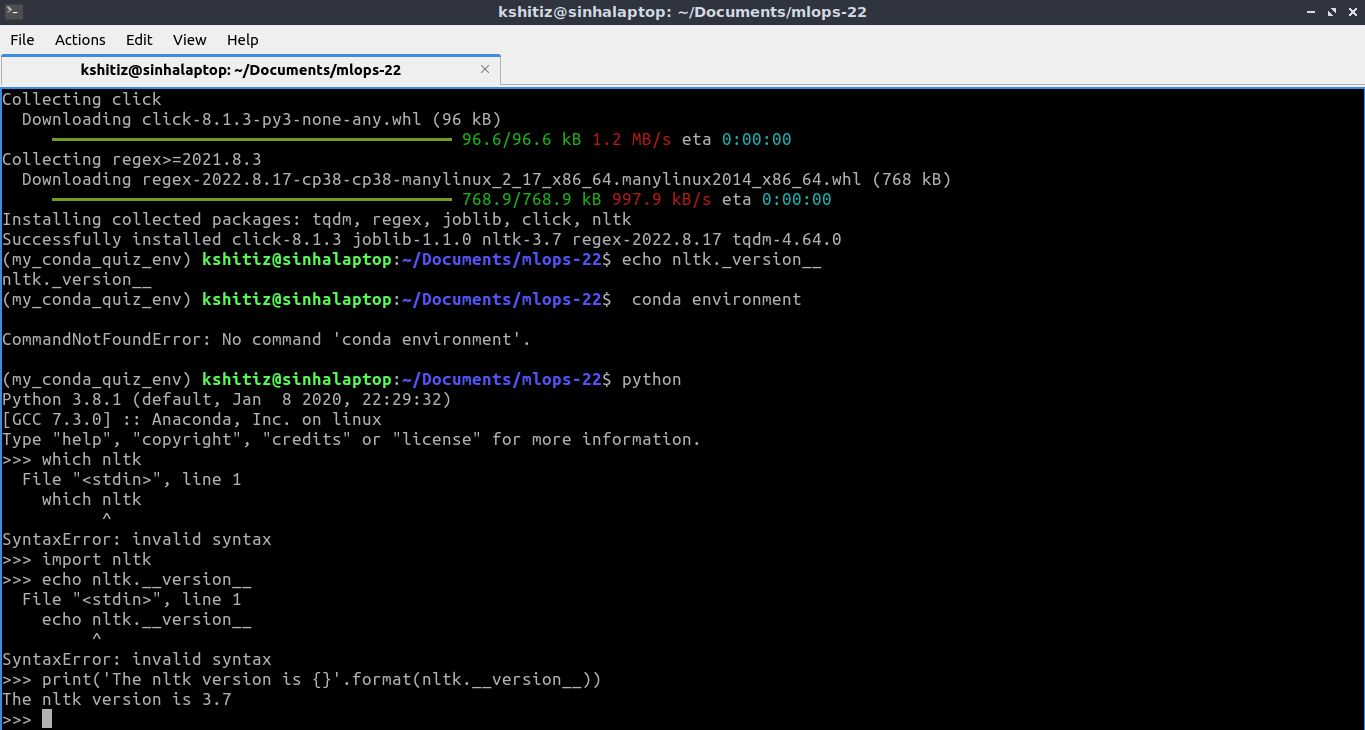 kshitiz@sinhalaptop: ~/Documents/mlops-22
File Actions Edit View Help
kshitiz@sinhalaptop: ~/Documents/mlops-22
Collecting click
  Downloading click-8.1.3-py3-none-any.whl (96 kB)
96.6/96.6 kB 1.2 MB/s eta 0:00:00
Collecting regex>=2021.8.3
  Downloading regex-2022.8.17-cp38-cp38-manylinux_2_17_x86_64.manylinux2014_x86_64.whl (768 kB)
768.9/768.9 kB 997.9 kB/s eta 0:00:00
Installing collected packages: tqdm, regex, joblib, click, nltk
Successfully installed click-8.1.3 joblib-1.1.0 nltk-3.7 regex-2022.8.17 tqdm-4.64.0
(my_conda_quiz_env) kshitiz@sinhalaptop:~/Documents/mlops-22$ echo nltk._version__
nltk._version__
(my_conda_quiz_env) kshitiz@sinhalaptop:~/Documents/mlops-22$  conda environment
CommandNotFoundError: No command 'conda environment'.
(my_conda_quiz_env) kshitiz@sinhalaptop:~/Documents/mlops-22$ python
Python 3.8.1 (default, Jan  8 2020, 22:29:32)
[GCC 7.3.0] :: Anaconda, Inc. on linux
Type "help", "copyright", "credits" or "license" for more information.
>>> which nltk
  File "<stdin>", line 1
    which nltk
          ^
SyntaxError: invalid syntax
>>> import nltk
>>> echo nltk.__version__
  File "<stdin>", line 1
    echo nltk.__version__
         ^
SyntaxError: invalid syntax
>>> print('The nltk version is {}'.format(nltk.__version__))
The nltk version is 3.7
>>>